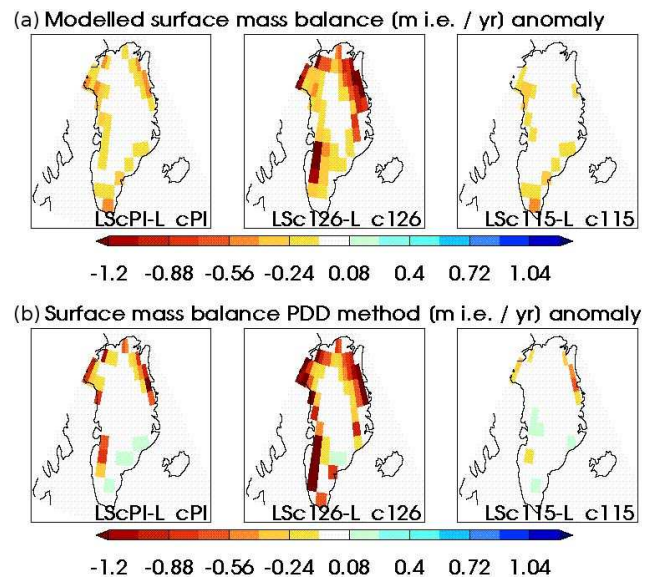 (a) Modelled surface mass balance (m i.e. / yr) anomaly
LScPI-L cPI LSc126-L c126 LSc115-L c115
-1.2 -0.88 -0.56 -0.24 0.08 0.4 0.72 1.04
(b) Surface mass balance PDD method (m i.e. / yr) anomaly
LScPI-L cPI LSc126-L c126 LSc115-L c115
-1.2 -0.88 -0.56 -0.24 0.08 0.4 0.72 1.04